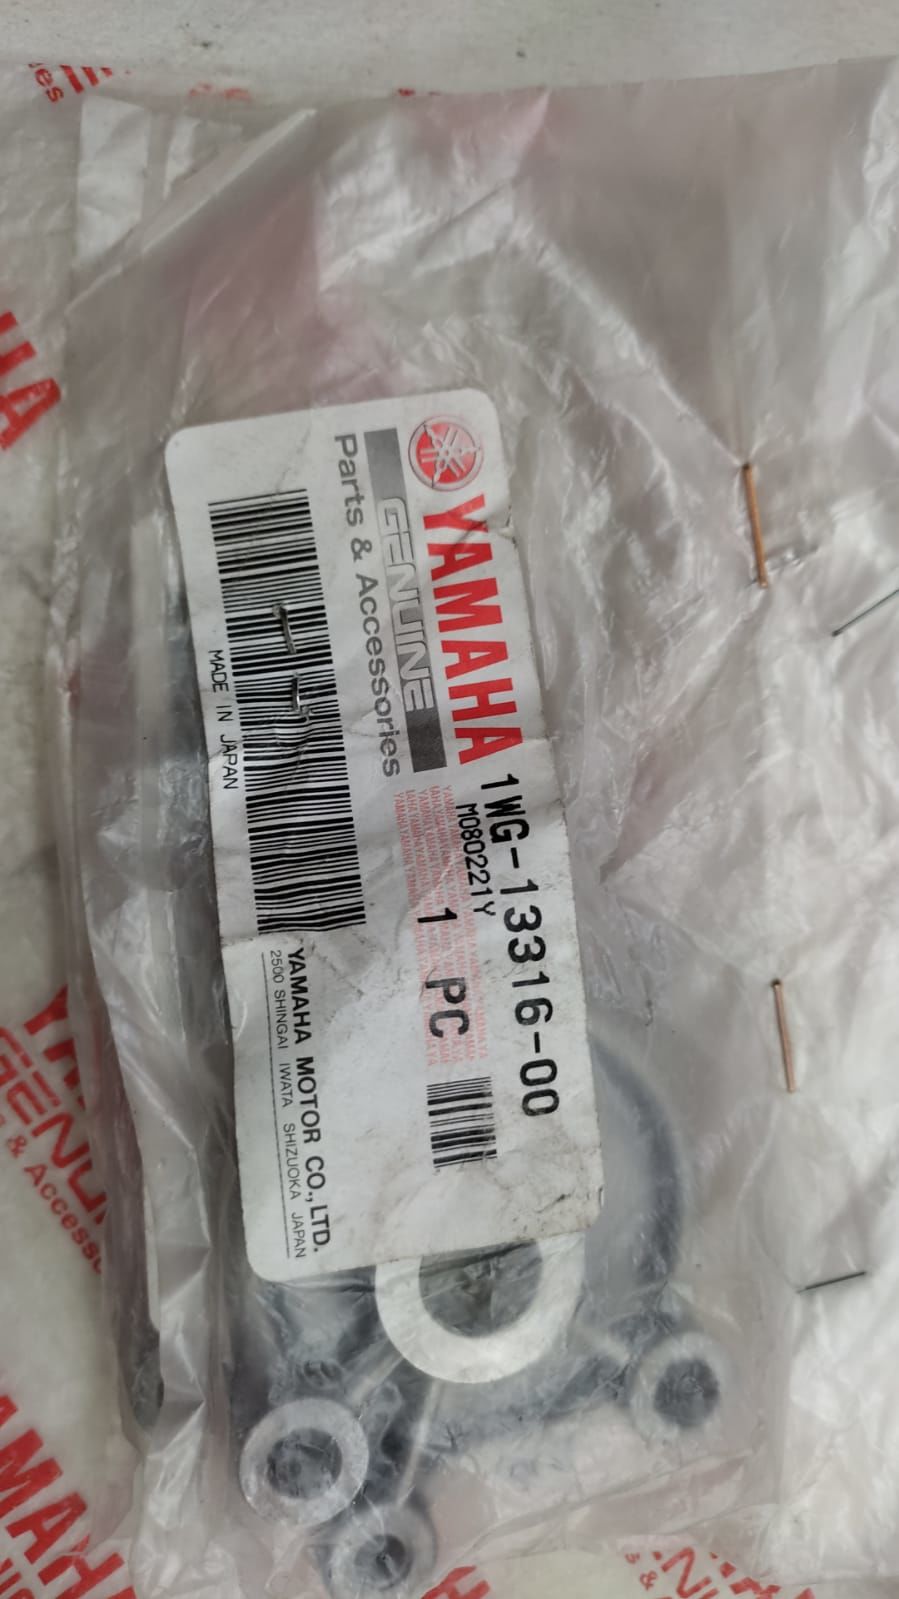 YAMAHA
GENUINE
Parts & Accessories
1WG-13316-00
M080221Y
1 PC
MADE IN JAPAN
YAMAHA MOTOR CO., LTD.
2500 SHINGAI IWATA SHIZUOKA JAPAN